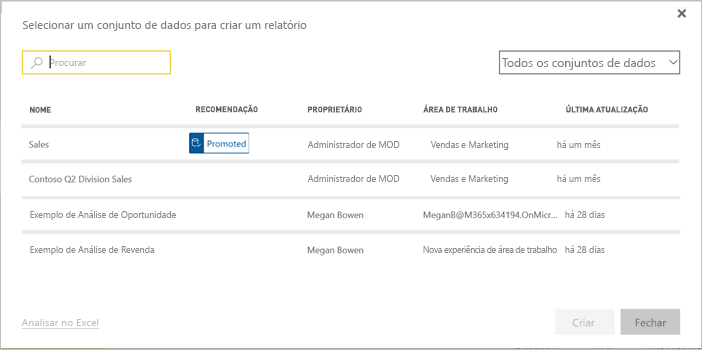 Selecionar um conjunto de dados para criar um relatório
Procurar
Todos os conjuntos de dados
NOME RECOMENDAÇÃO PROPRIETÁRIO ÁREA DE TRABALHO ÚLTIMA ATUALIZAÇÃO
Sales Promoted Administrador de MOD Vendas e Marketing há um mês
Contoso Q2 Division Sales Administrador de MOD Vendas e Marketing há um mês
Exemplo de Análise de Oportunidade Megan Bowen MeganB@M365x634194.OnMicr... há 28 dias
Exemplo de Análise de Revenda Megan Bowen Nova experiência de área de trabalho há 28 dias
Analisar no Excel Criar Fechar